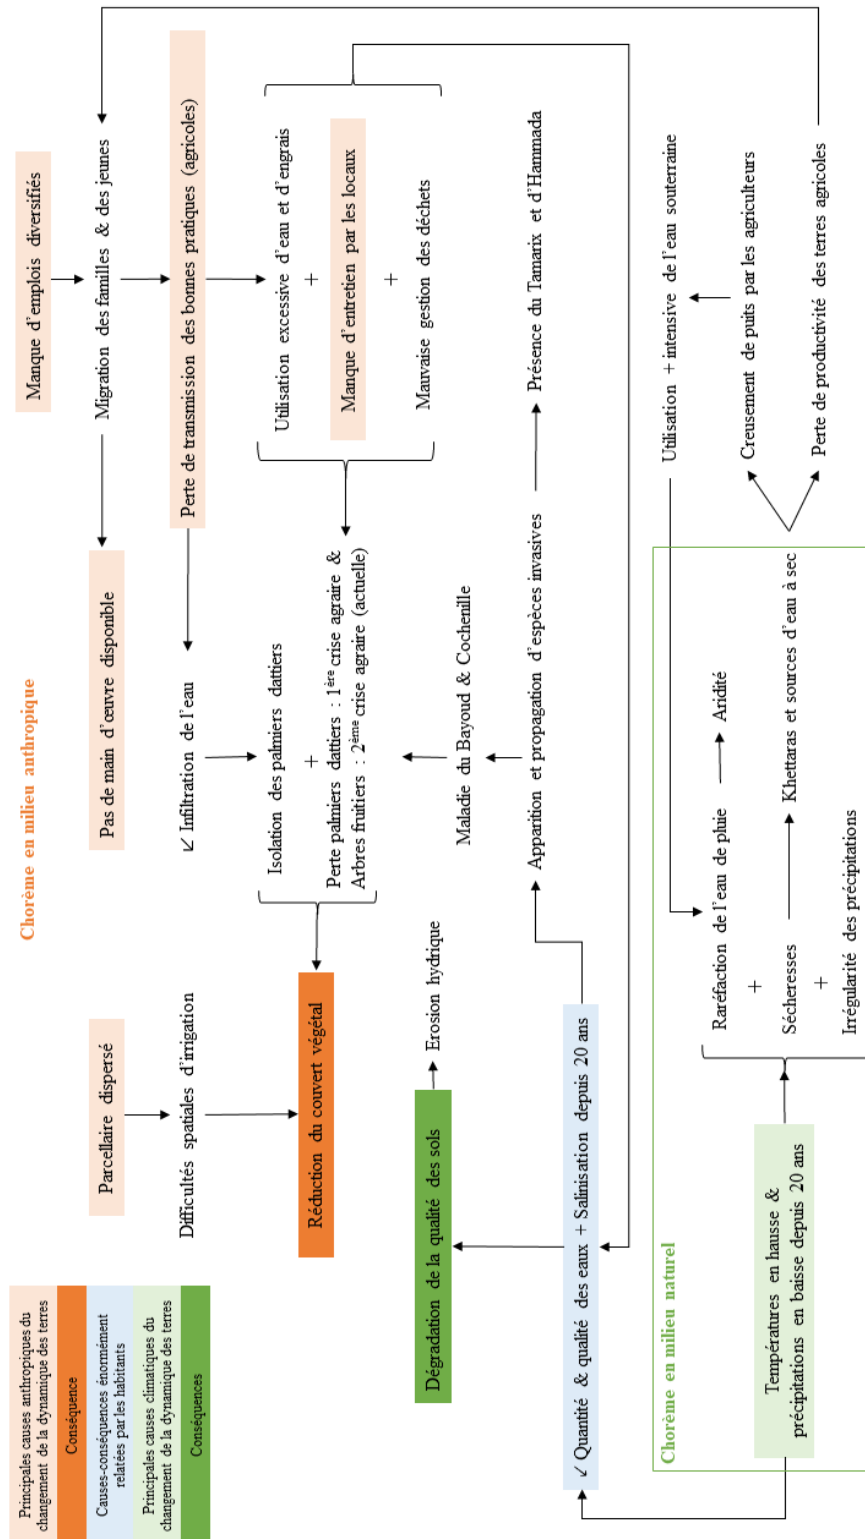 Principales causes anthropiques du
changement de la dynamique des terres
Conséquence
Causes-conséquences énormément
relatées par les habitants
Principales causes climatiques du
changement de la dynamique des terres
Conséquences
Chorème en milieu anthropique
Parcellaire dispersé
Pas de main d'œuvre disponible
Manque d'emplois diversifiés
Migration des familles & des jeunes
Difficultés spatiales d'irrigation
↙ Infiltration de l'eau
Perte de transmission des bonnes pratiques (agricoles)
Réduction du couvert végétal
Isolation des palmiers dattiers
+
Perte palmiers dattiers : 1ère crise agraire &
Arbres fruitiers : 2ème crise agraire (actuelle)
Utilisation excessive d'eau et d'engrais
+
Manque d'entretien par les locaux
+
Mauvaise gestion des déchets
Dégradation de la qualité des sols
Erosion hydrique
Maladie du Bayoud & Cochenille
Apparition et propagation d'espèces invasives
Présence du Tamarix et d'Hammada
↙ Quantité & qualité des eaux + Salinisation depuis 20 ans
Chorème en milieu naturel
Températures en hausse &
précipitations en baisse depuis 20 ans
Raréfaction de l'eau de pluie
Aridité
+
Sécheresses
Khettaras et sources d'eau à sec
+
Irrégularité des précipitations
Utilisation + intensive de l'eau souterraine
Creusement de puits par les agriculteurs
Perte de productivité des terres agricoles